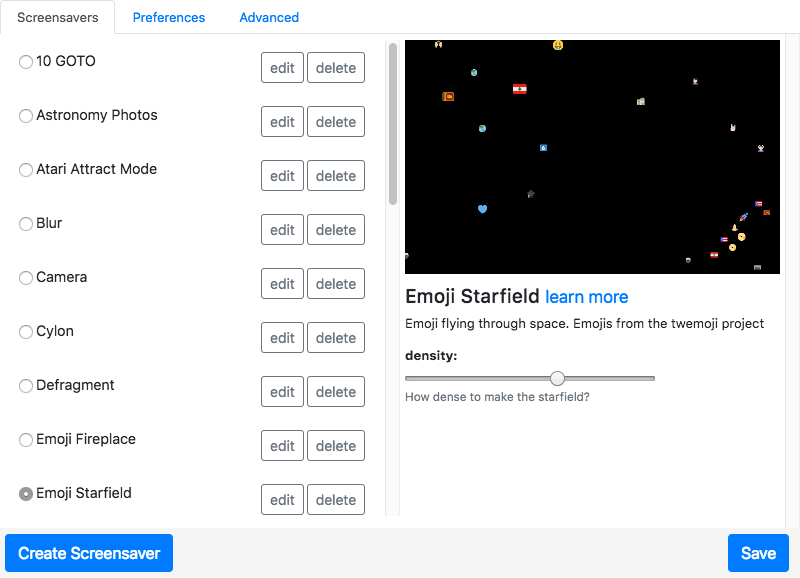 Screensavers Preferences Advanced
10 GOTO edit delete
Astronomy Photos edit delete
Atari Attract Mode edit delete
Blur edit delete
Camera edit delete
Cylon edit delete
Defragment edit delete
Emoji Fireplace edit delete
Emoji Starfield edit delete
Emoji Starfield learn more
Emoji flying through space. Emojis from the twemoji project
density:
How dense to make the starfield?
Create Screensaver Save